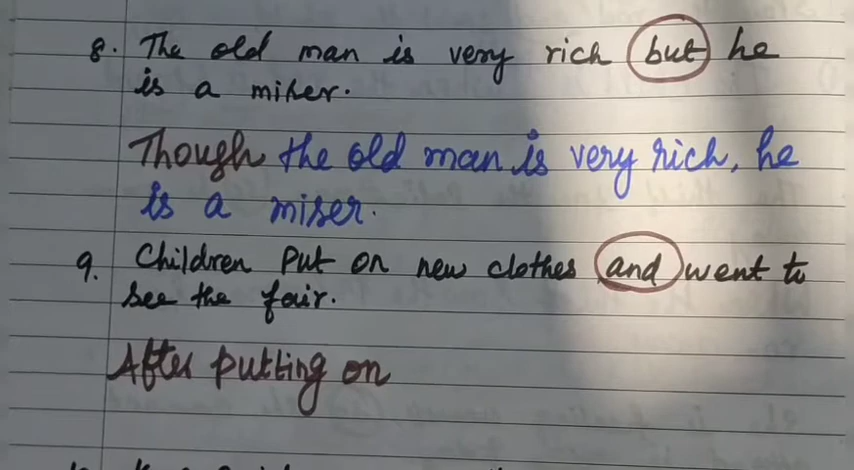 8. The old man is very rich but he
is a miser.
Though the old man is very rich, he
is a miser.
9. Children put on new clothes and went to
see the fair.
After putting on